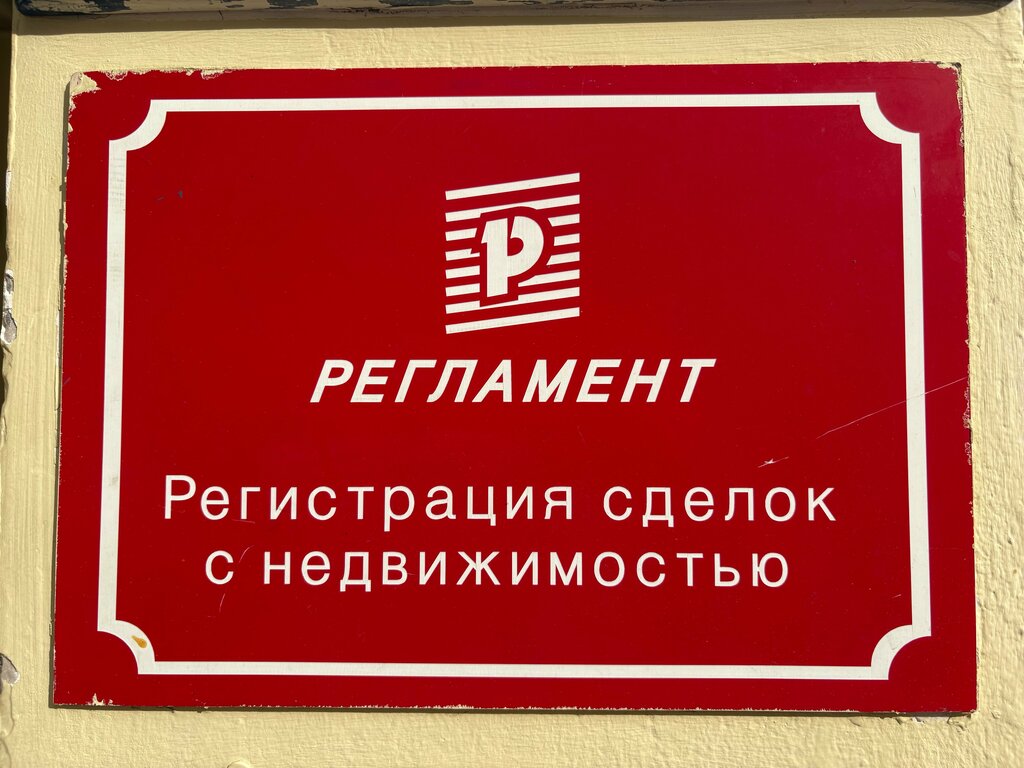 Р
РЕГЛАМЕНТ
Регистрация сделок
с недвижимостью